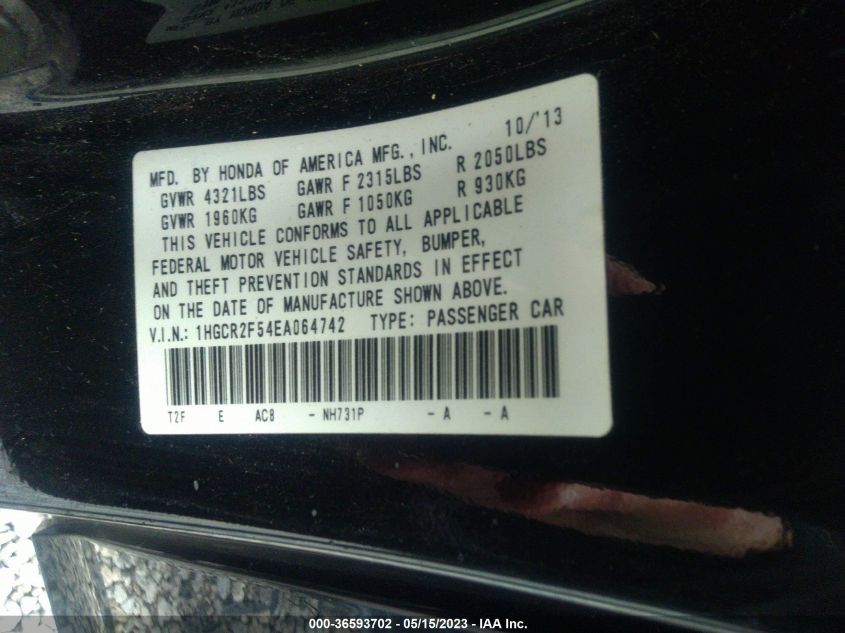 10/'13
MFD. BY HONDA OF AMERICA MFG., INC.
GVWR 4321LBS GAWR F 2315LBS R 2050LBS
GVWR 1960KG GAWR F 1050KG R 930KG
THIS VEHICLE CONFORMS TO ALL APPLICABLE
FEDERAL MOTOR VEHICLE SAFETY, BUMPER,
AND THEFT PREVENTION STANDARDS IN EFFECT
ON THE DATE OF MANUFACTURE SHOWN ABOVE.
V.I.N.: 1HGCR2F54EA064742 TYPE: PASSENGER CAR
T2F E AC8 - NH731P - A - A
000-36593702 - 05/15/2023 - IAA Inc.